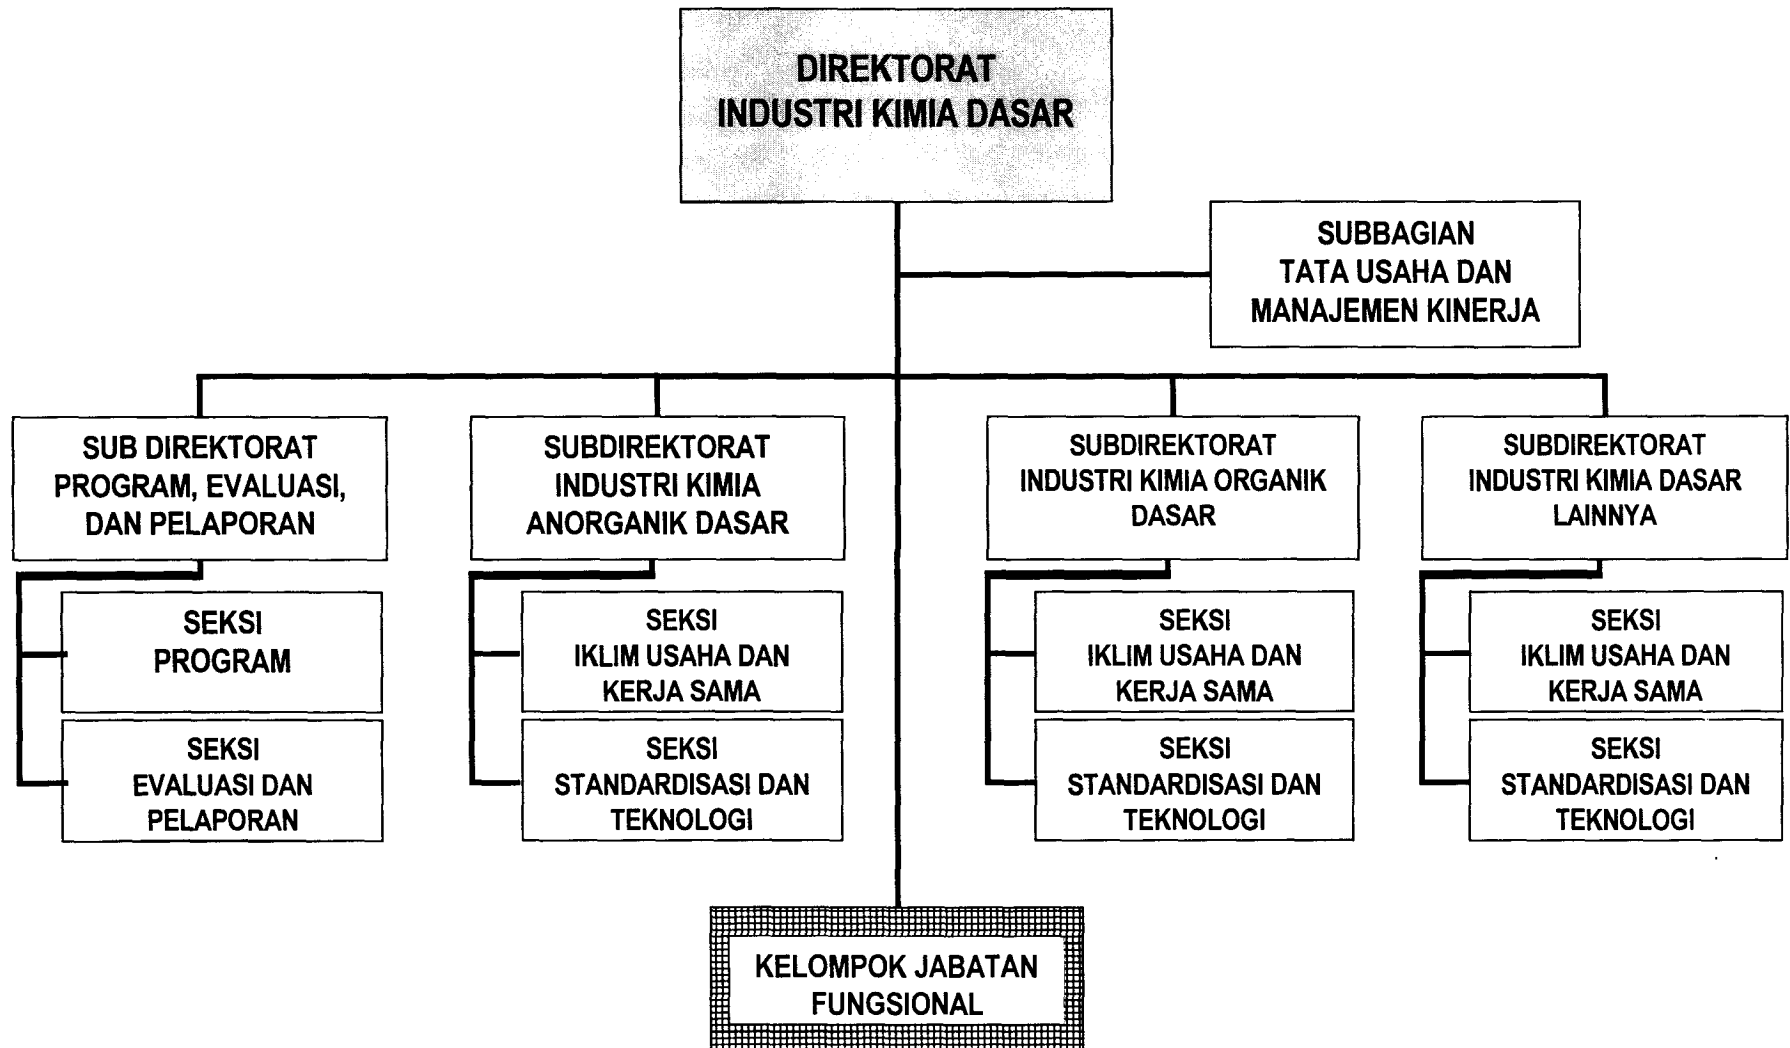 DIREKTORAT
INDUSTRI KIMIA DASAR
SUBBAGIAN
TATA USAHA DAN
MANAJEMEN KINERJA
SUB DIREKTORAT
PROGRAM, EVALUASI,
DAN PELAPORAN
SUBDIREKTORAT
INDUSTRI KIMIA
ANORGANIK DASAR
SUBDIREKTORAT
INDUSTRI KIMIA ORGANIK
DASAR
SUBDIREKTORAT
INDUSTRI KIMIA DASAR
LAINNYA
SEKSI
PROGRAM
SEKSI
IKLIM USAHA DAN
KERJA SAMA
SEKSI
IKLIM USAHA DAN
KERJA SAMA
SEKSI
IKLIM USAHA DAN
KERJA SAMA
SEKSI
EVALUASI DAN
PELAPORAN
SEKSI
STANDARDISASI DAN
TEKNOLOGI
SEKSI
STANDARDISASI DAN
TEKNOLOGI
SEKSI
STANDARDISASI DAN
TEKNOLOGI
KELOMPOK JABATAN
FUNGSIONAL